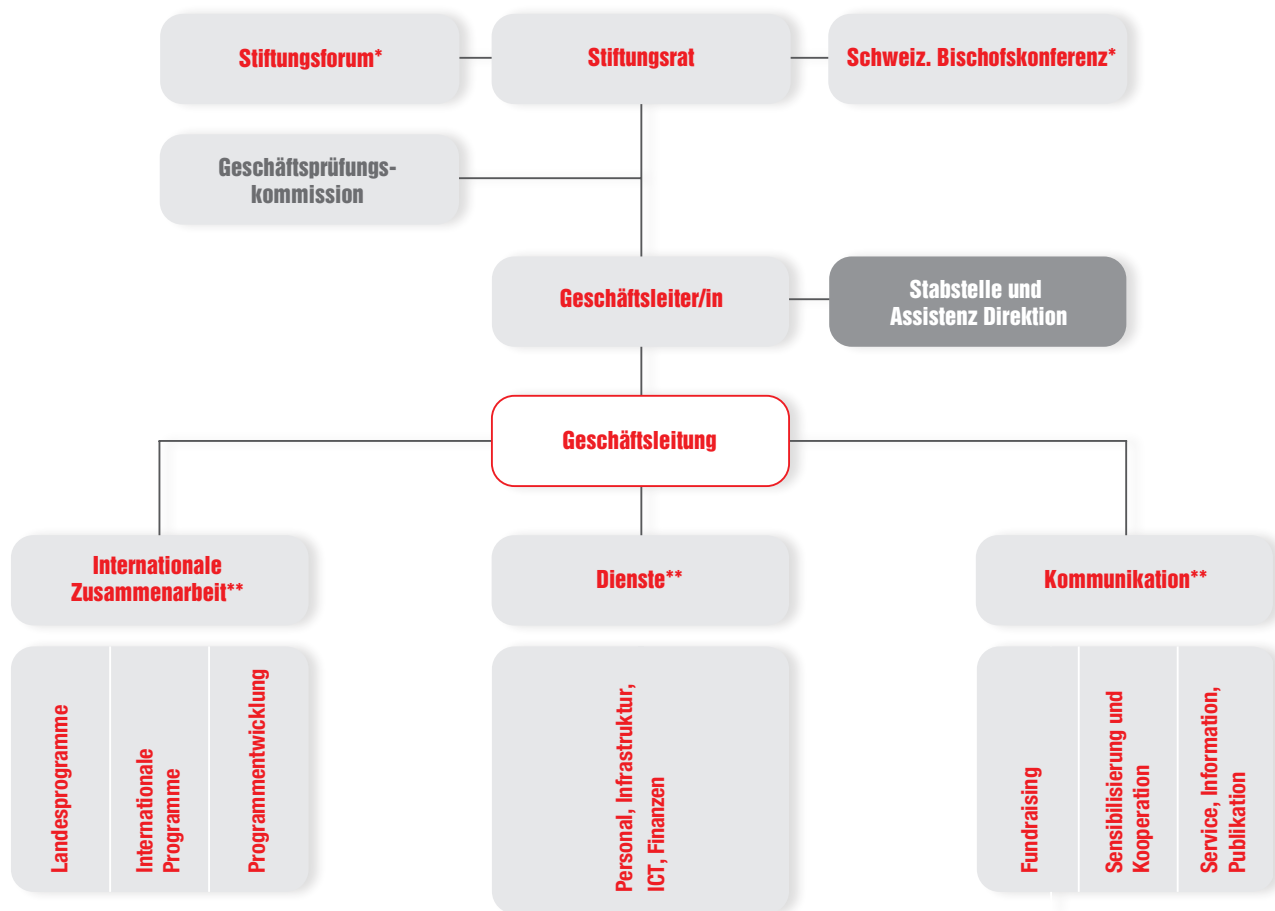 Stiftungsforum*
Stiftungsrat
Schweiz. Bischofskonferenz*
Geschäftsprüfungs-
kommission
Geschäftsleiter/in
Stabstelle und
Assistenz Direktion
Geschäftsleitung
Internationale
Zusammenarbeit**
Dienste**
Kommunikation**
Landesprogramme
Internationale
Programme
Programmentwicklung
Personal, Infrastruktur,
ICT, Finanzen
Fundraising
Sensibilisierung und
Kooperation
Service, Information,
Publikation